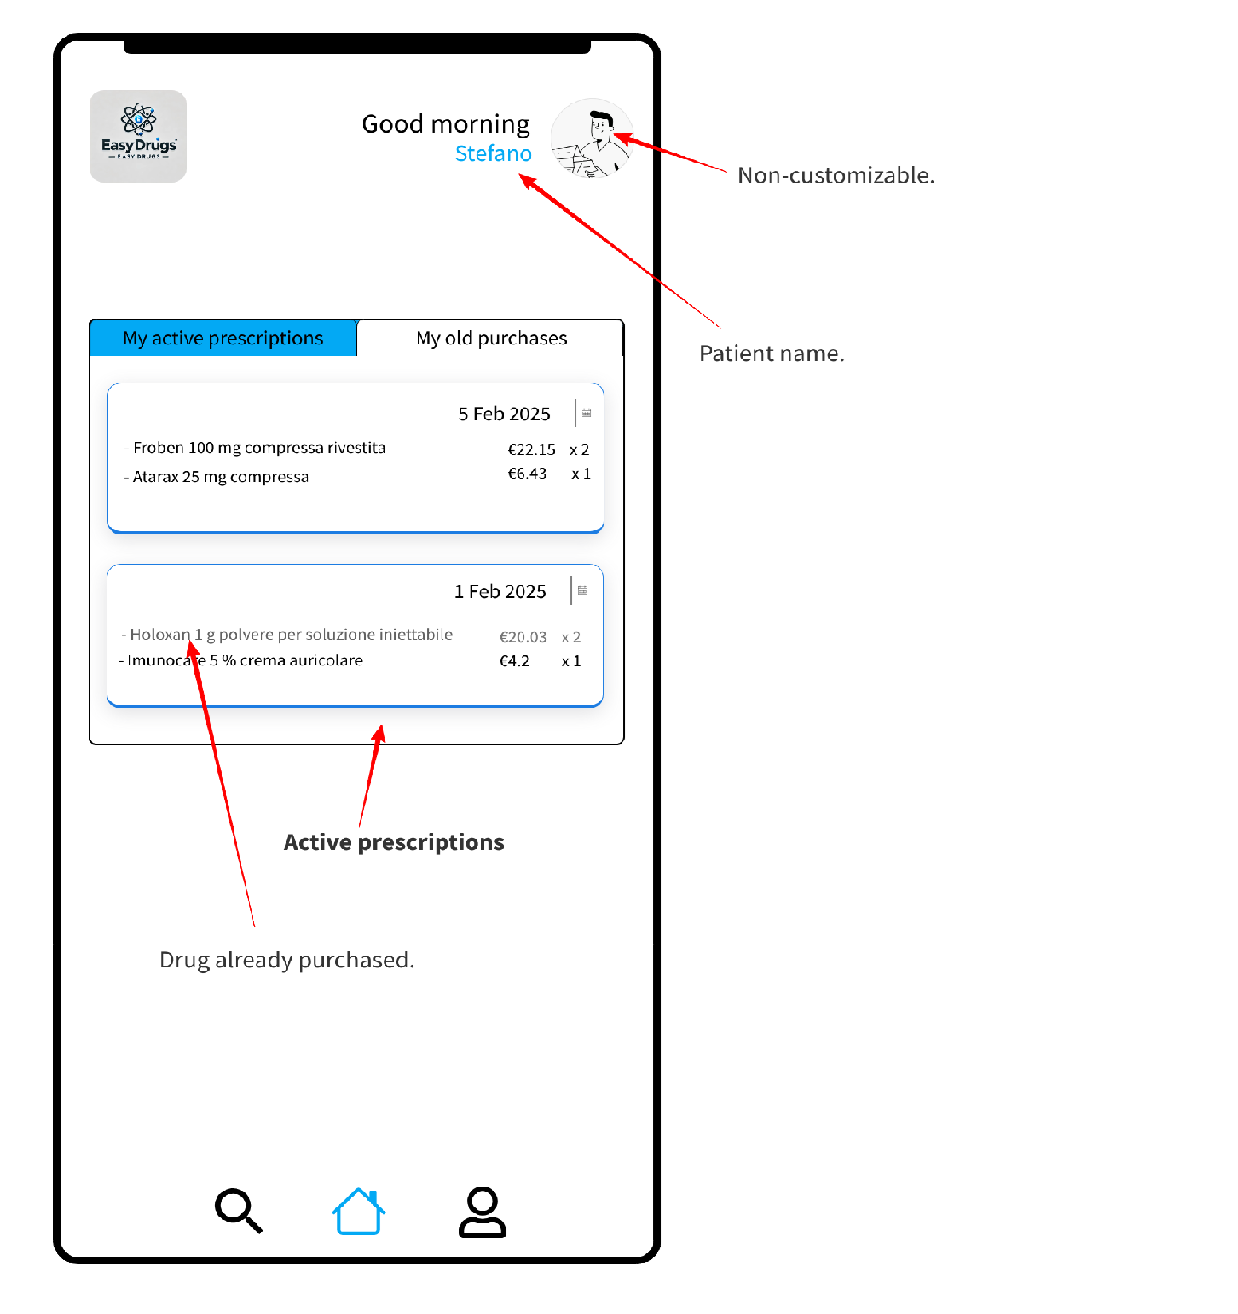 EasyDrugs
EASY DRUGS
Good morning
Stefano
Non-customizable.
Patient name.
My active prescriptions
My old purchases
5 Feb 2025
- Froben 100 mg compressa rivestita €22.15 x 2
- Atarax 25 mg compressa €6.43 x 1
1 Feb 2025
- Holoxan 1 g polvere per soluzione iniettabile €20.03 x 2
- Imunocare 5 % crema auricolare €4.2 x 1
Active prescriptions
Drug already purchased.